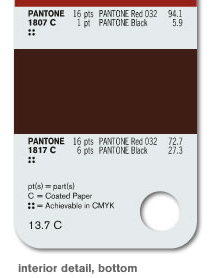 PANTONE 16 pts PANTONE Red 032 94.1
1807 C 1 pt PANTONE Black 5.9
PANTONE 16 pts PANTONE Red 032 72.7
1817 C 6 pts PANTONE Black 27.3
pt(s) = part(s)
C = Coated Paper
= Achievable in CMYK
13.7 C
interior detail, bottom